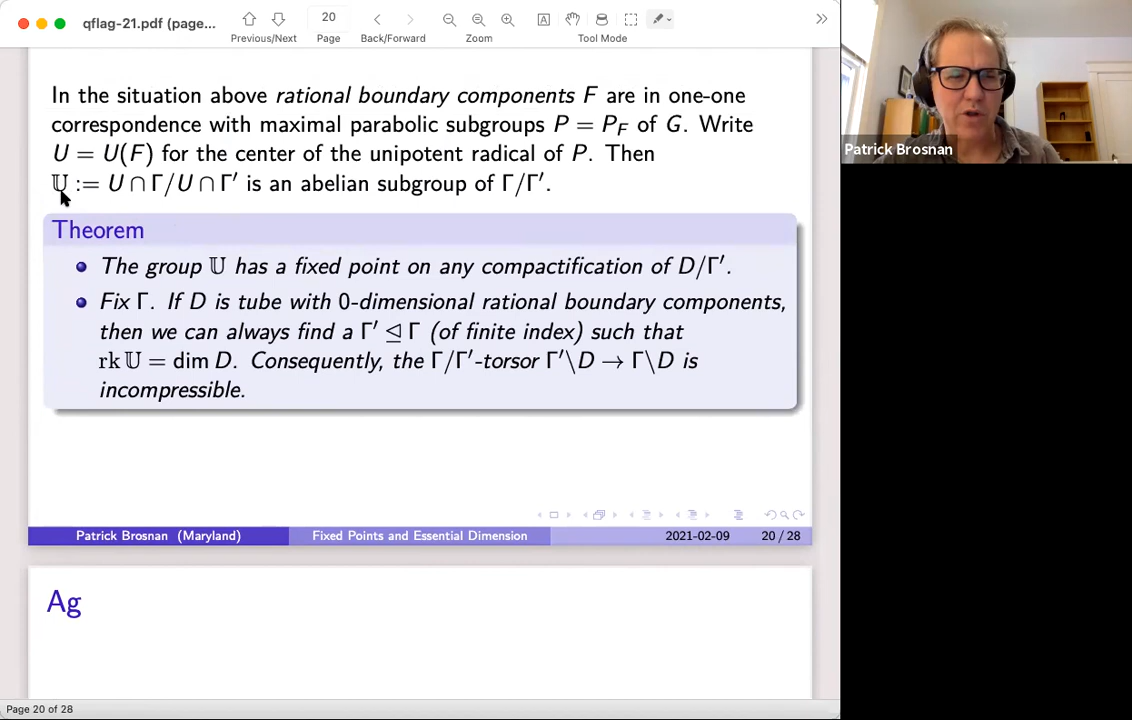 qflag-21.pdf (page...
20
Previous/Next
Page
Back/Forward
Zoom
Tool Mode
In the situation above rational boundary components F are in one-one
correspondence with maximal parabolic subgroups P = P_F of G. Write
U = U(F) for the center of the unipotent radical of P. Then
𝕌 := U ∩ Γ/U ∩ Γ′ is an abelian subgroup of Γ/Γ′.
Theorem
• The group 𝕌 has a fixed point on any compactification of D/Γ′.
• Fix Γ. If D is tube with 0-dimensional rational boundary components,
then we can always find a Γ′ ⊴ Γ (of finite index) such that
rk 𝕌 = dim D. Consequently, the Γ/Γ′-torsor Γ′\D → Γ\D is
incompressible.
Patrick Brosnan (Maryland)
Fixed Points and Essential Dimension
2021-02-09
20 / 28
Ag
Page 20 of 28
Patrick Brosnan